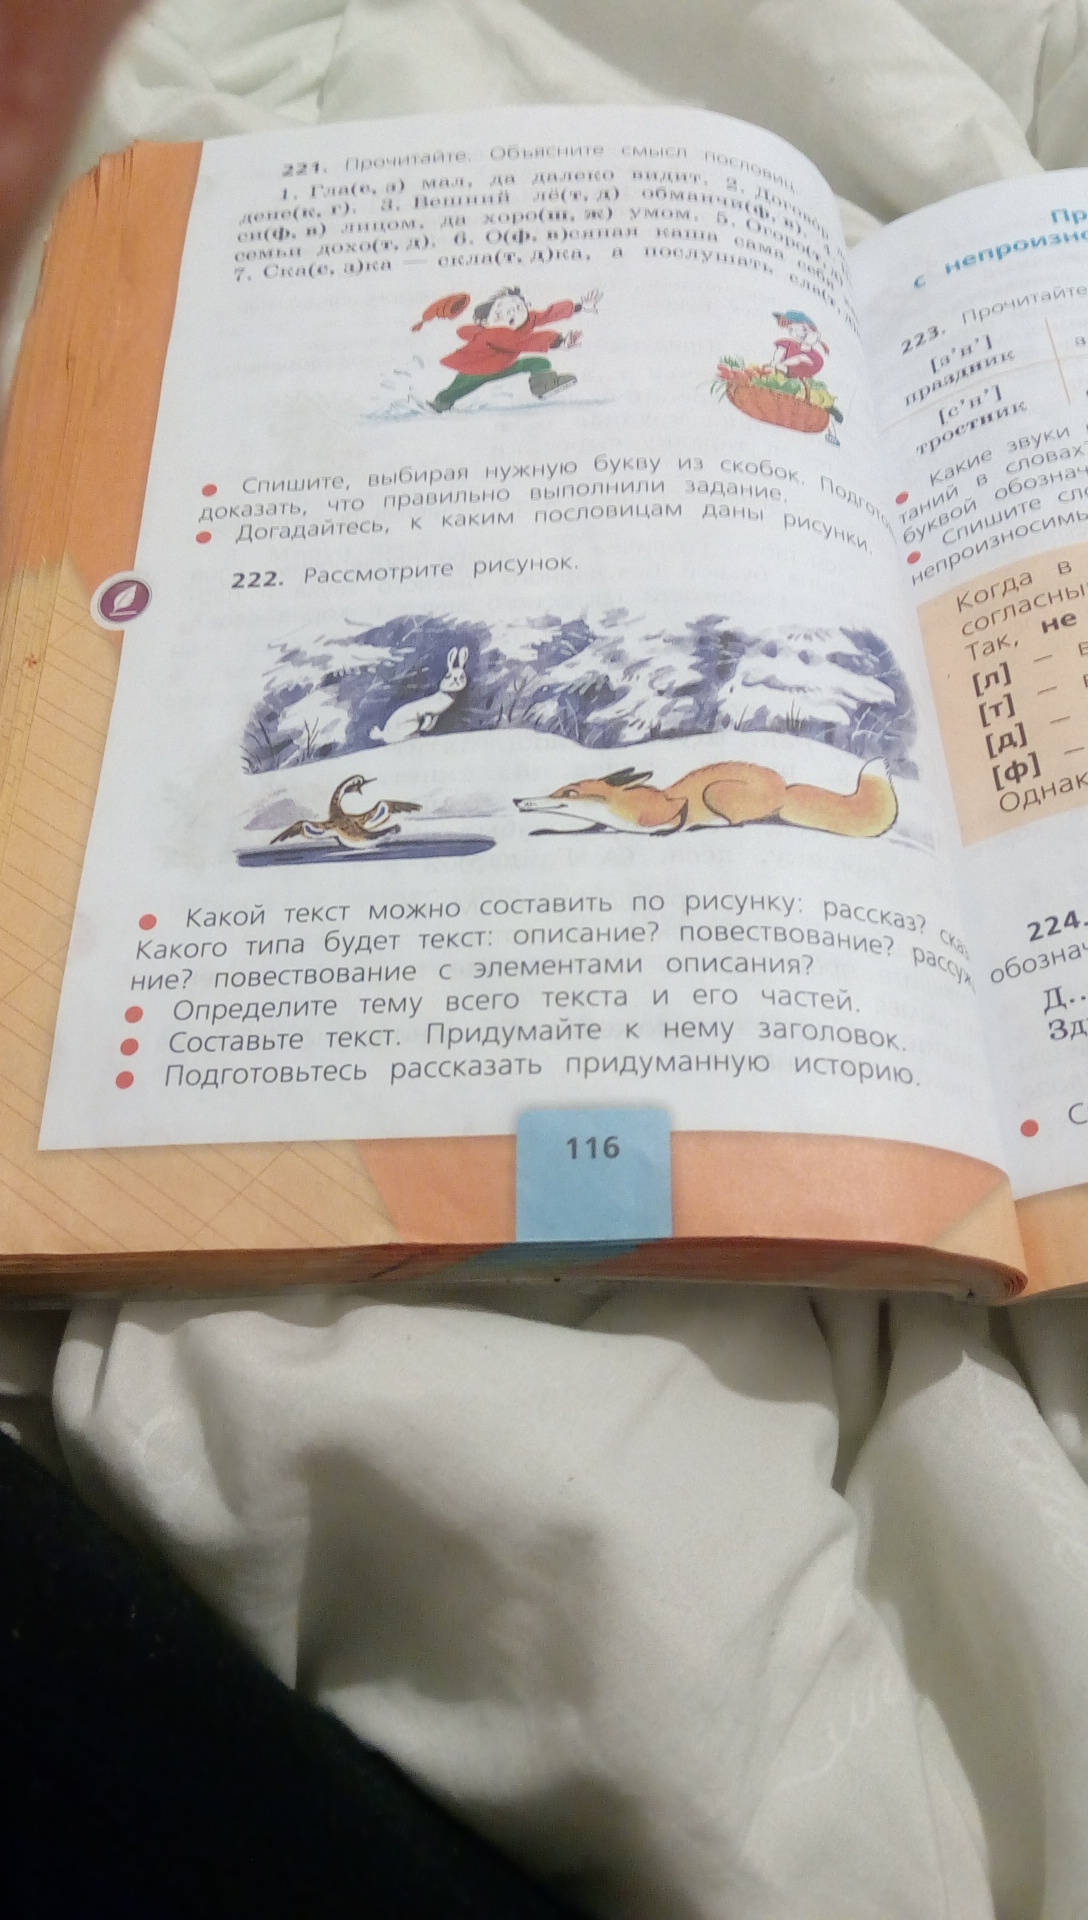 221. Прочитайте. Объясните смысл пословиц.
1. Гла(с, з) мал, да далеко видит. 2. Договор
дене(к, г). 3. Вешний лё(т, д) обманчи(ф, в).
си(ф, в) лицом, да хоро(ш, ж) умом. 5. Огоро(т, д)
семьи дохо(т, д). 6. О(ф, в)сяная каша сама себя
7. Ска(с, з)ка — скла(т, д)ка, а послушать сла(т, д)
Спишите, выбирая нужную букву из скобок.
доказать, что правильно выполнили задание.
Догадайтесь, к каким пословицам даны рисунки.
222. Рассмотрите рисунок.
Какой текст можно составить по рисунку: рассказ?
Какого типа будет текст: описание? повествование?
ние? повествование с элементами описания?
Определите тему всего текста и его частей.
Составьте текст. Придумайте к нему заголовок.
Подготовьтесь рассказать придуманную историю.
116
Пр
с непроизно
223. Прочитайте
[з’н’]
праздник
[с’н’]
тростник
Какие звуки
таний в словах
буквой обознач
Спишите сло
непроизносимы
Когда в
согласны
Так, не
[л] —
[т] —
[д] —
[ф] —
Однак
224.
обознач
Д..
Зд
С